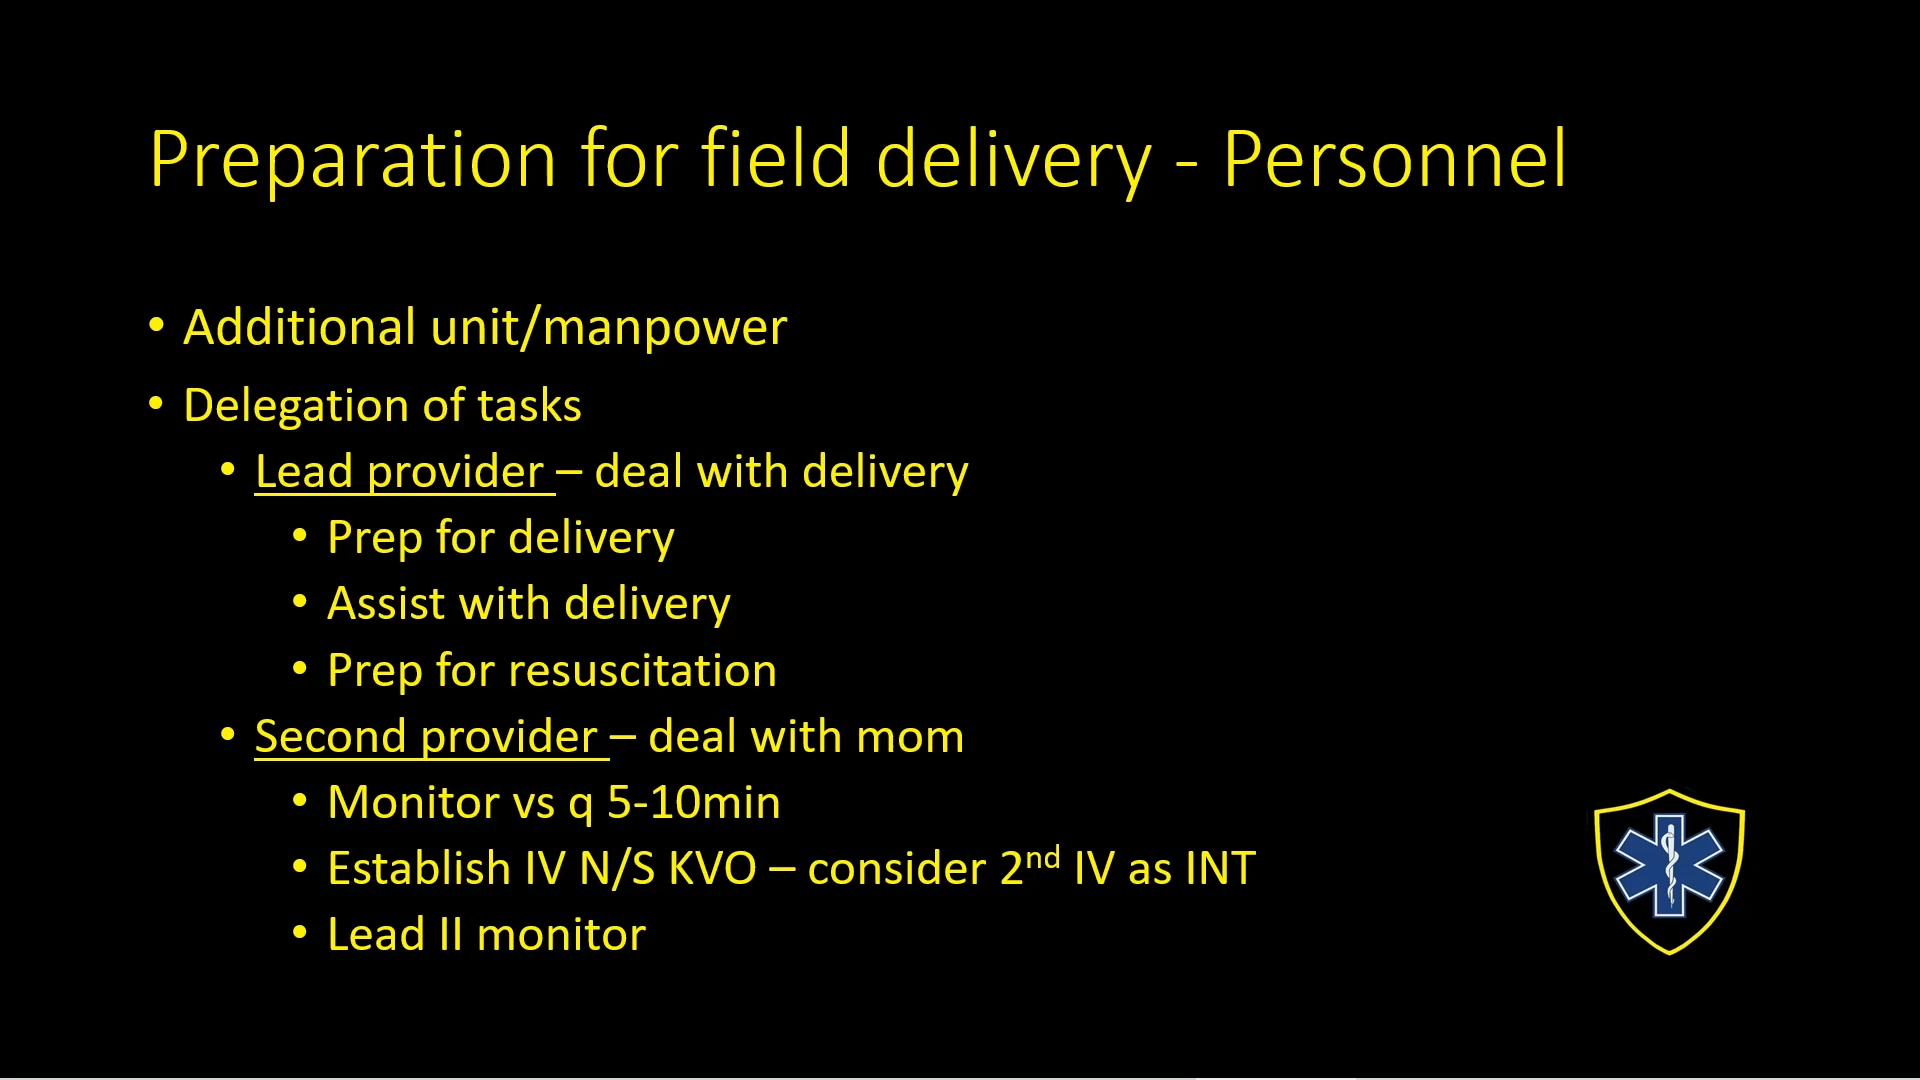 Preparation for field delivery - Personnel
• Additional unit/manpower
• Delegation of tasks
• Lead provider – deal with delivery
• Prep for delivery
• Assist with delivery
• Prep for resuscitation
• Second provider – deal with mom
• Monitor vs q 5-10min
• Establish IV N/S KVO – consider 2nd IV as INT
• Lead II monitor